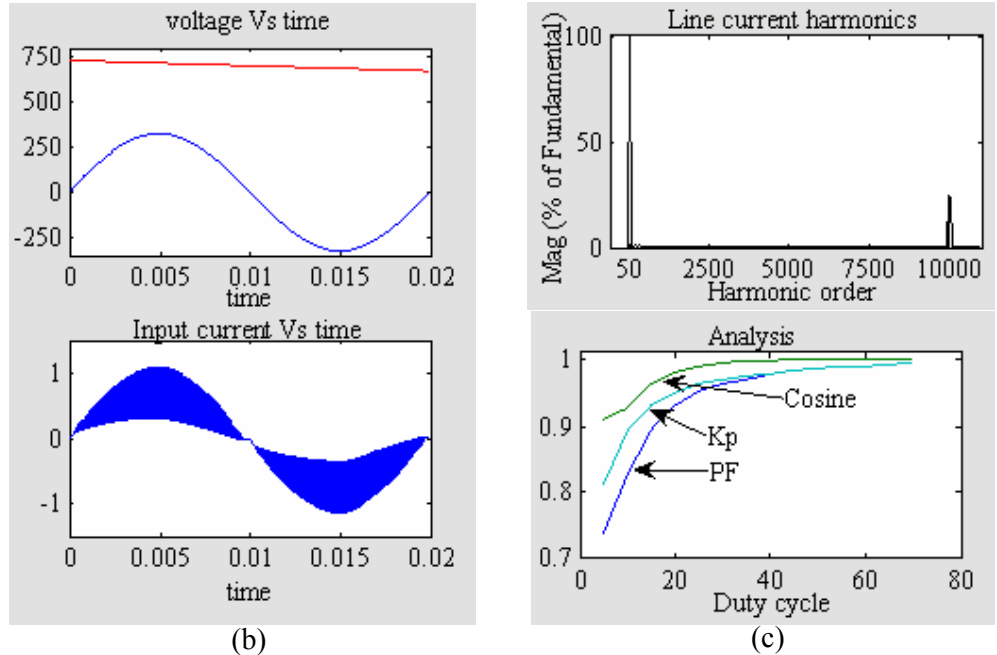 voltage Vs time
750
500
250
0
-250
0 0.005 0.01 0.015 0.02
time
Input current Vs time
1
0
-1
0 0.005 0.01 0.015 0.02
time
(b)
Line current harmonics
Mag (% of Fundamental)
100
50
0
50 2500 5000 7500 10000
Harmonic order
Analysis
1
0.9
0.8
0.7
Cosine
Kp
PF
0 20 40 60 80
Duty cycle
(c)